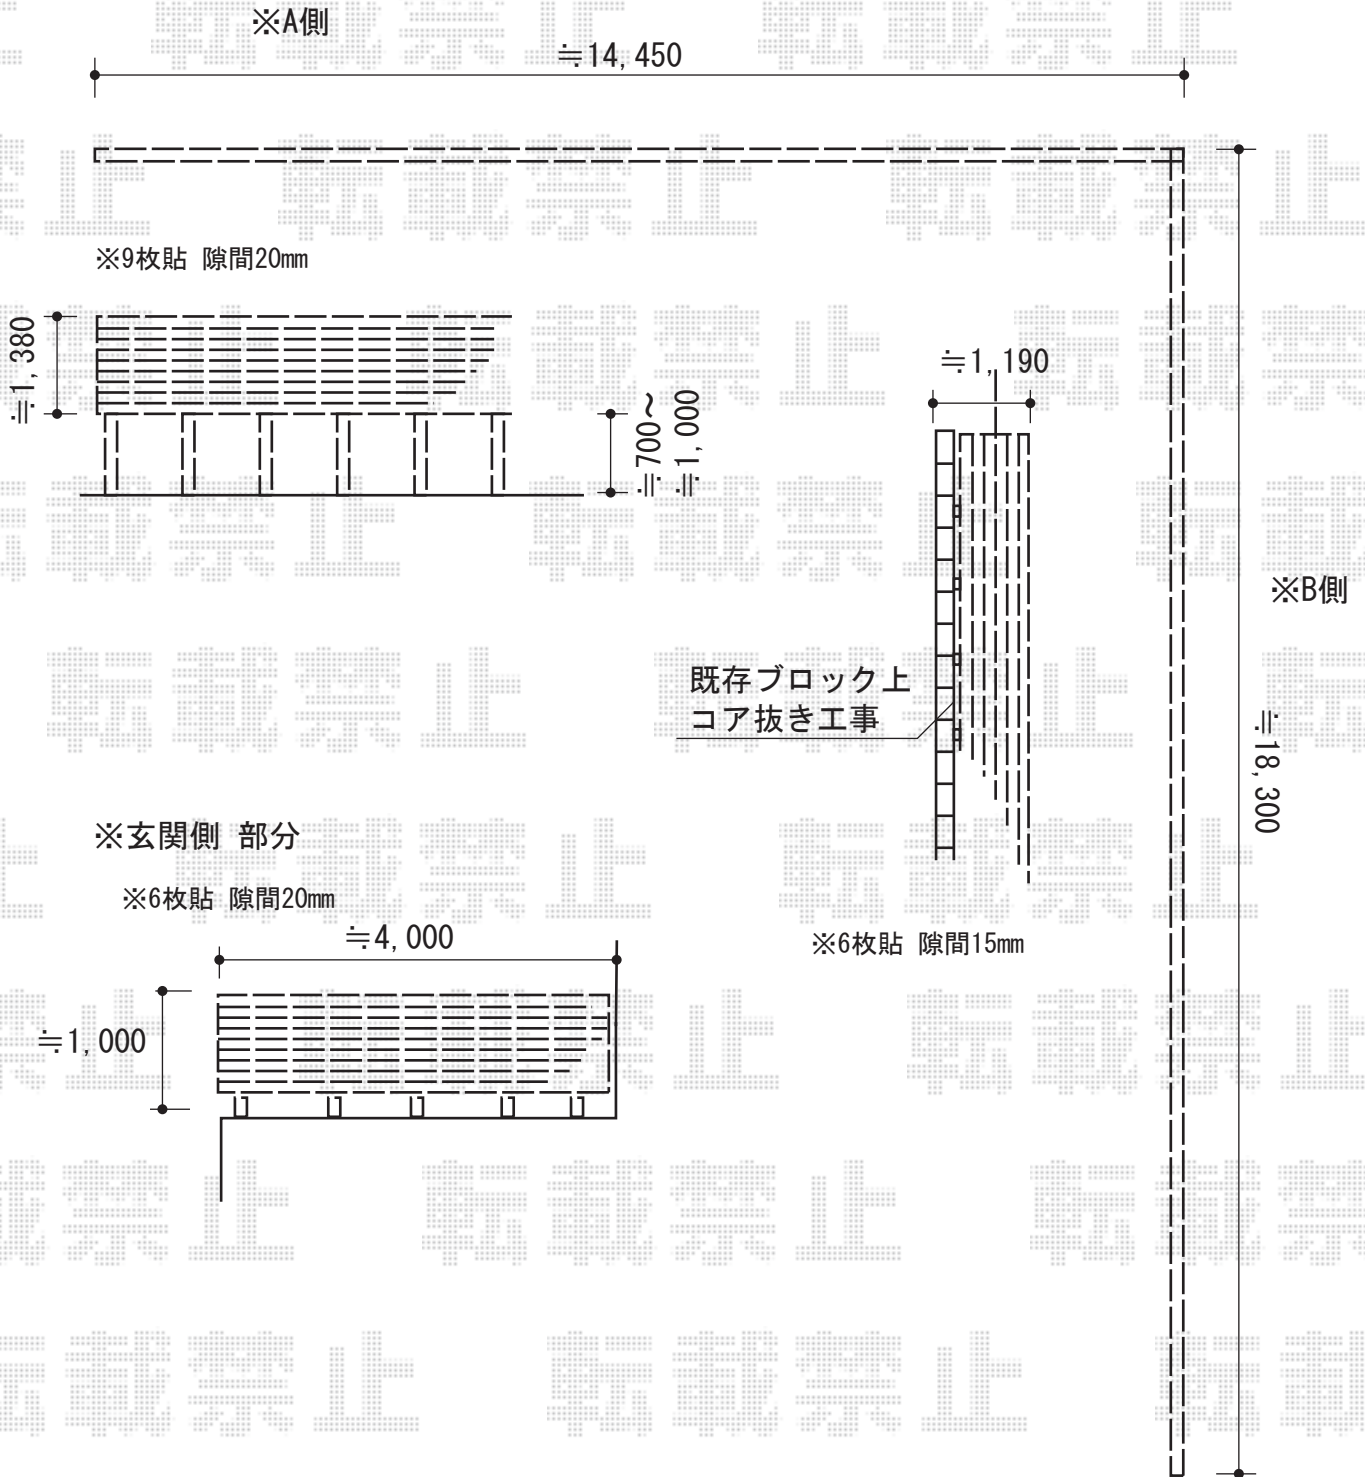 ※A側
≒14,450
※9枚貼 隙間20mm
≒1,380
≒700～
≒1,000
≒1,190
※B側
既存ブロック上
コア抜き工事
≒18,300
※玄関側 部分
※6枚貼 隙間20mm
≒4,000
※6枚貼 隙間15mm
≒1,000
転載禁止